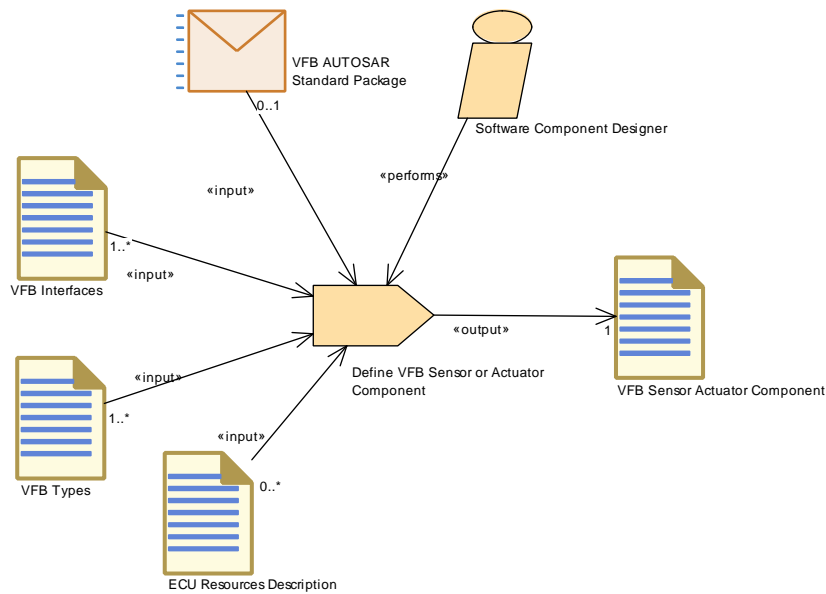 VFB AUTOSAR
Standard Package
0..1
Software Component Designer
«performs»
«input»
1..*
«input»
VFB Interfaces
«output»
1
Define VFB Sensor or Actuator
Component
VFB Sensor Actuator Component
«input»
1..*
VFB Types
«input»
0..*
ECU Resources Description